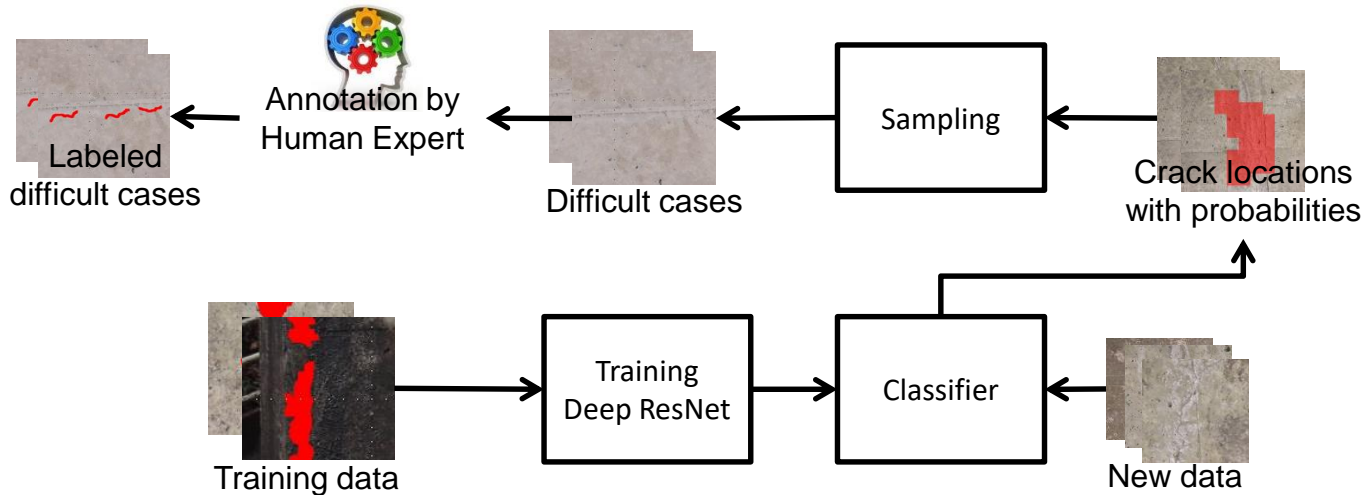 Annotation by
Human Expert
Labeled
difficult cases
Difficult cases
Sampling
Crack locations
with probabilities
Training data
Training
Deep ResNet
Classifier
New data